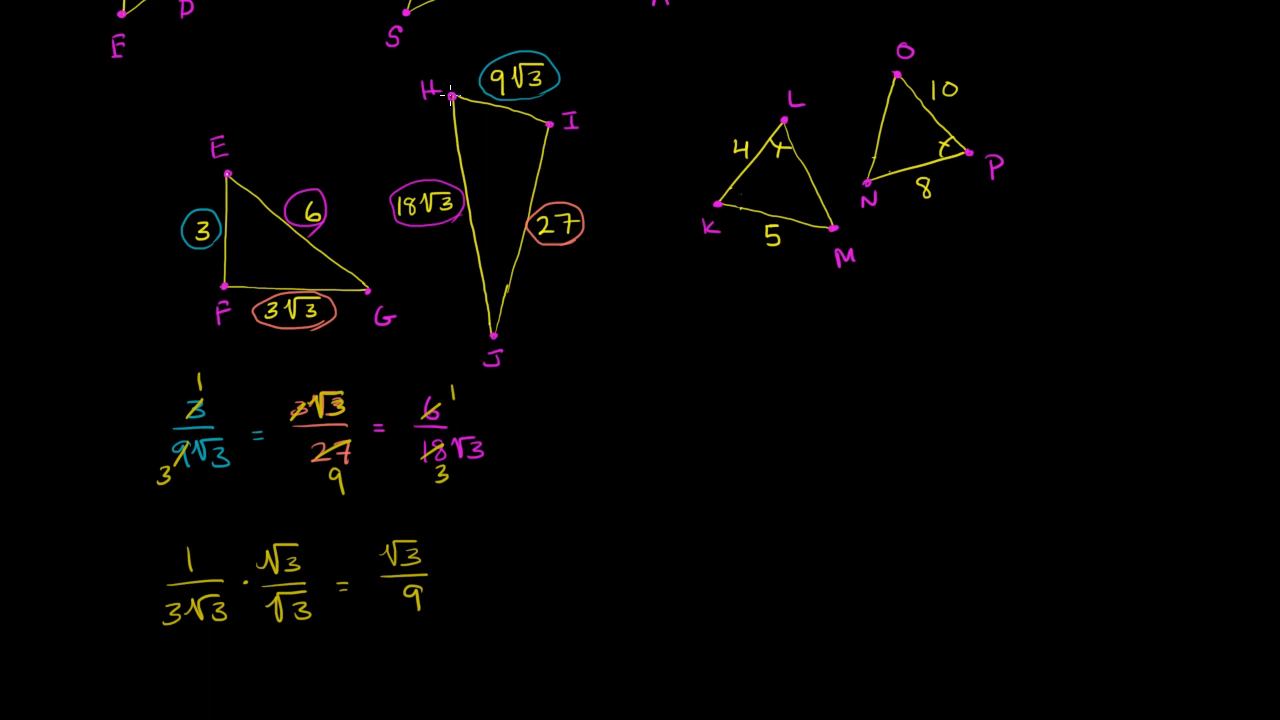 E D
S
H 9√3 I
E 3 6 18√3 27
F 3√3 G
J
L 4 K 5 M
O 10 P N 8
1 1
3/9√3 = 3√3/27 = 6/18√3
3 9 3
1/3√3 · √3/√3 = √3/9